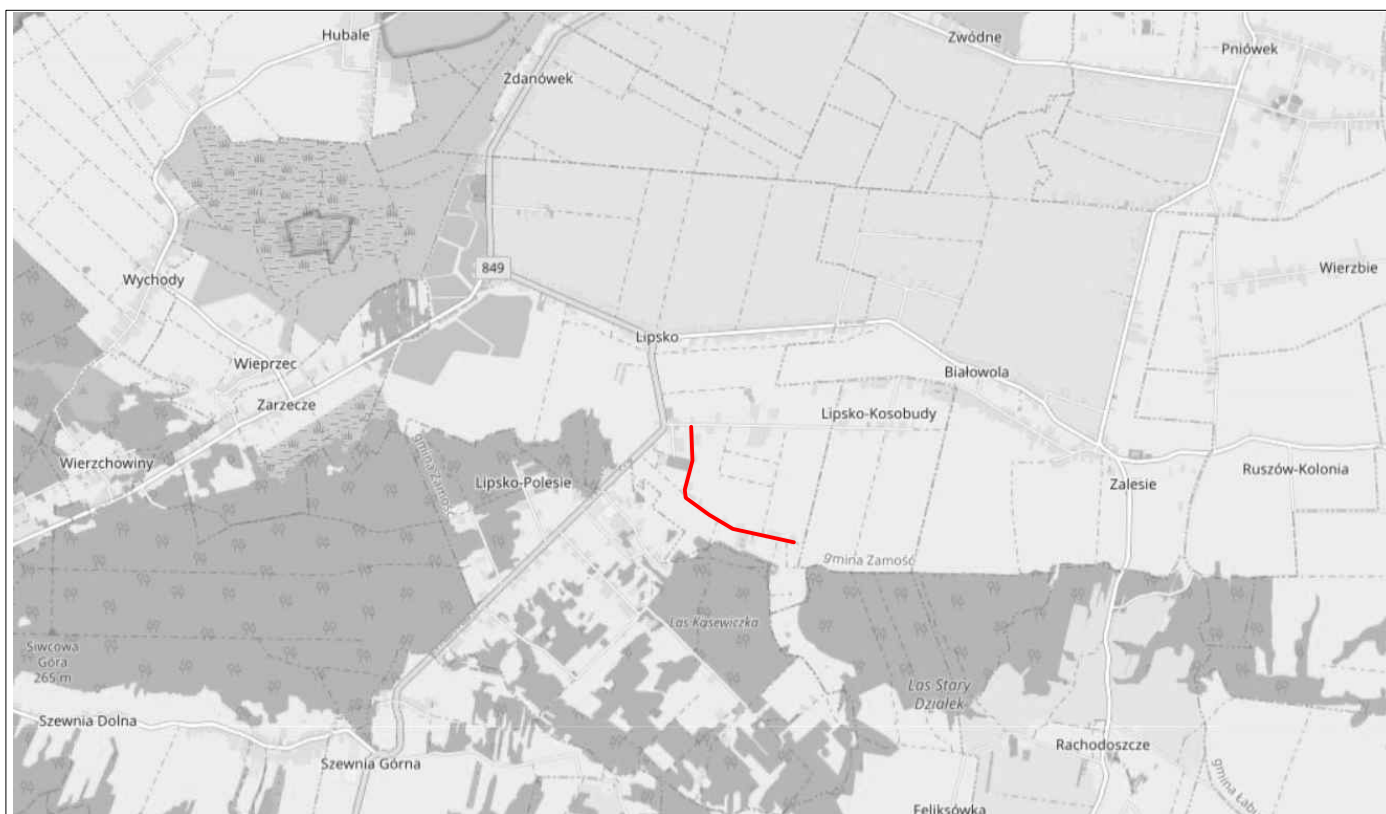 Hubale
Zwódne
Pniówek
Żdanówek
849
Wierzbie
Wychody
Lipsko
Wieprzec
Białowola
Zarzecze
Lipsko-Kosobudy
gmina Zamość
Wierzchowiny
Lipsko-Polesie
Ruszów-Kolonia
Zalesie
gmina Zamość
Las Kąsewiczka
Siwcowa
Góra
265 m
Las Stary
Działek
Szewnia Dolna
Rachodoszcze
Szewnia Górna
gmina Łabu
Feliksówka